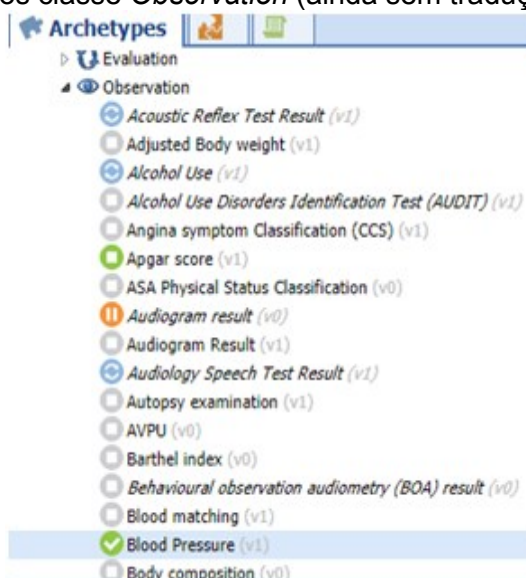 os classe Observation (ainda sem traduç
Archetypes
Evaluation
Observation
Acoustic Reflex Test Result (v1)
Adjusted Body weight (v1)
Alcohol Use (v1)
Alcohol Use Disorders Identification Test (AUDIT) (v1)
Angina symptom Classification (CCS) (v1)
Apgar score (v1)
ASA Physical Status Classification (v0)
Audiogram result (v0)
Audiogram Result (v1)
Audiology Speech Test Result (v1)
Autopsy examination (v1)
AVPU (v0)
Barthel index (v0)
Behavioural observation audiometry (BOA) result (v0)
Blood matching (v1)
Blood Pressure (v1)
Body composition (v0)